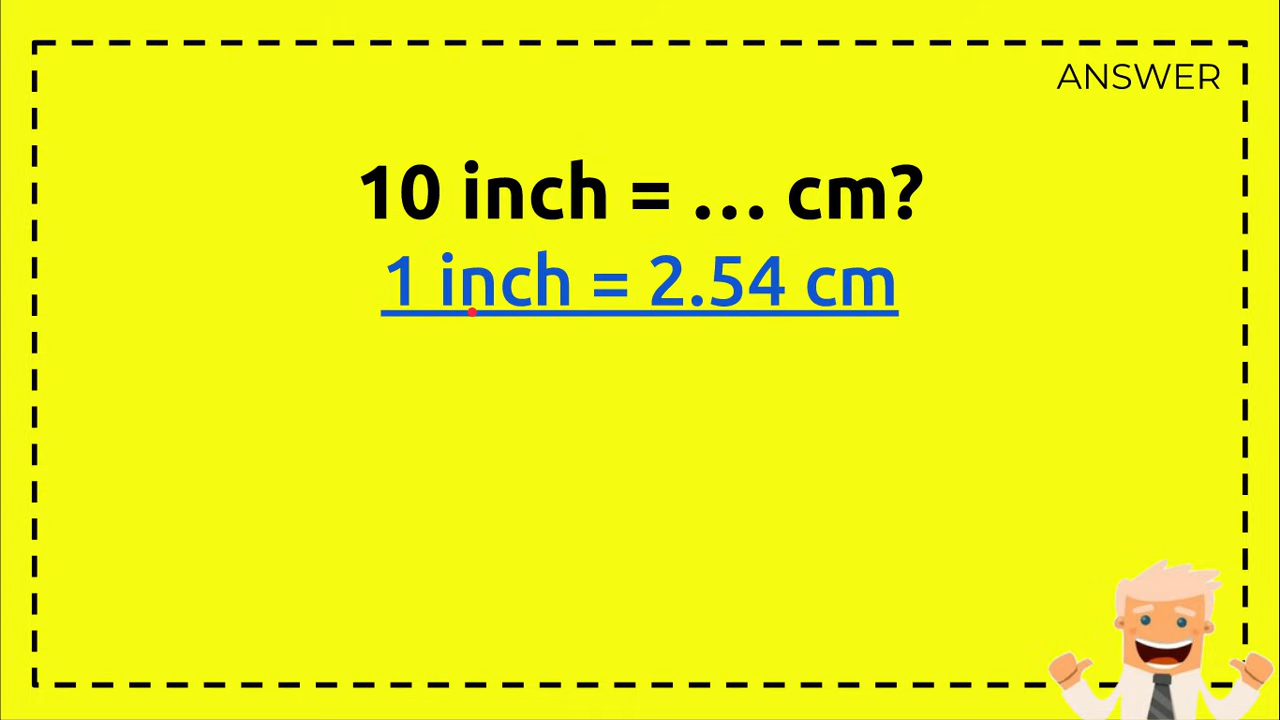 ANSWER
10 inch = ... cm?
1 inch = 2.54 cm